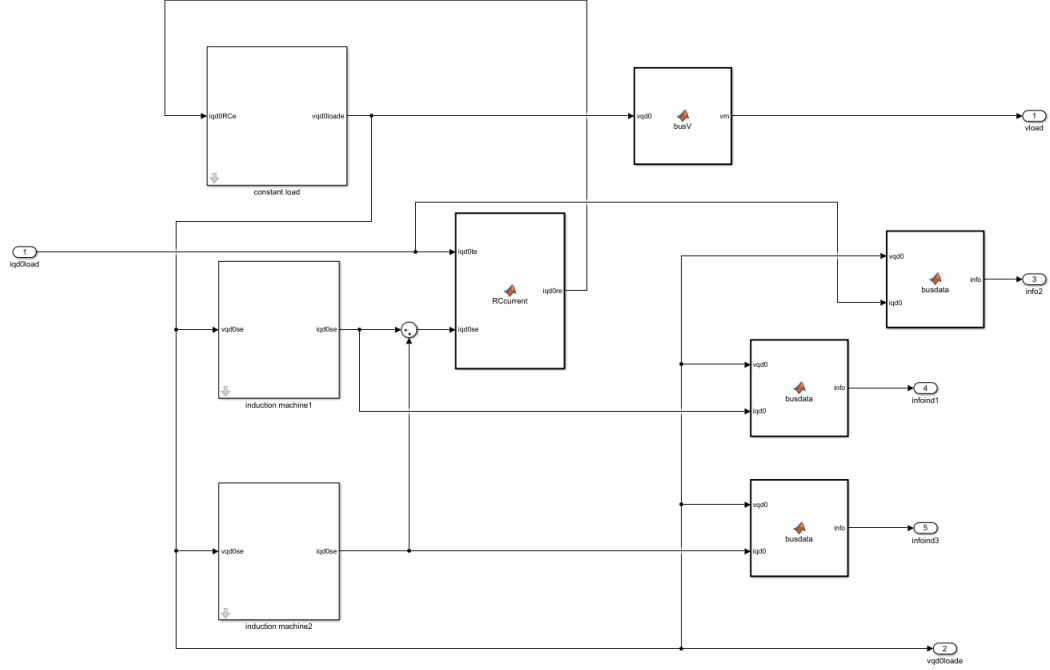 iqd0RCe
vqd0loade
constant load
vqd0
vm
busV
1
vload
1
iqd0load
iqd0te
iqd0se
iqd0re
RCcurrent
vqd0
iqd0
info
busdata
3
info2
vqd0se
iqd0se
induction machine1
vqd0
iqd0
info
busdata
4
infoind1
vqd0se
iqd0se
induction machine2
vqd0
iqd0
info
busdata
5
infoind3
2
vqd0loade